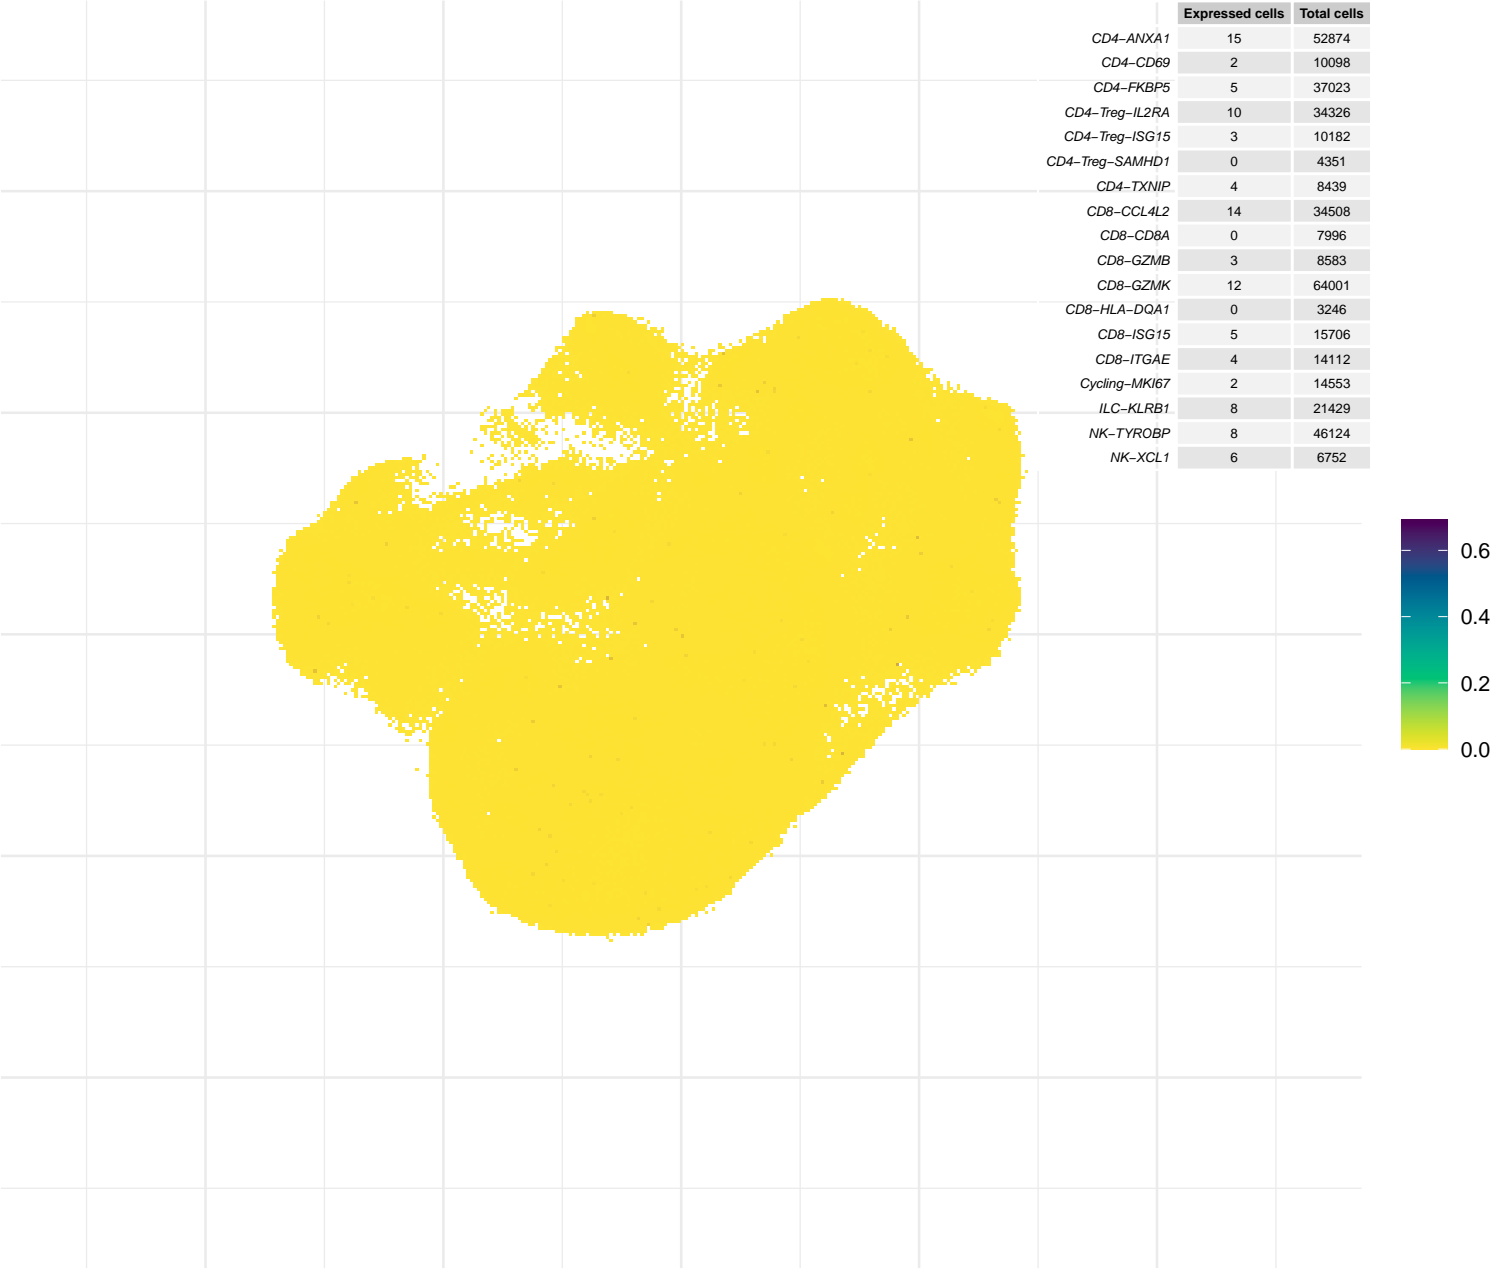 Expressed cells Total cells
CD4−ANXA1 15 52874
CD4−CD69 2 10098
CD4−FKBP5 5 37023
CD4−Treg−IL2RA 10 34326
CD4−Treg−ISG15 3 10182
CD4−Treg−SAMHD1 0 4351
CD4−TXNIP 4 8439
CD8−CCL4L2 14 34508
CD8−CD8A 0 7996
CD8−GZMB 3 8583
CD8−GZMK 12 64001
CD8−HLA−DQA1 0 3246
CD8−ISG15 5 15706
CD8−ITGAE 4 14112
Cycling−MKI67 2 14553
ILC−KLRB1 8 21429
NK−TYROBP 8 46124
NK−XCL1 6 6752
0.6
0.4
0.2
0.0